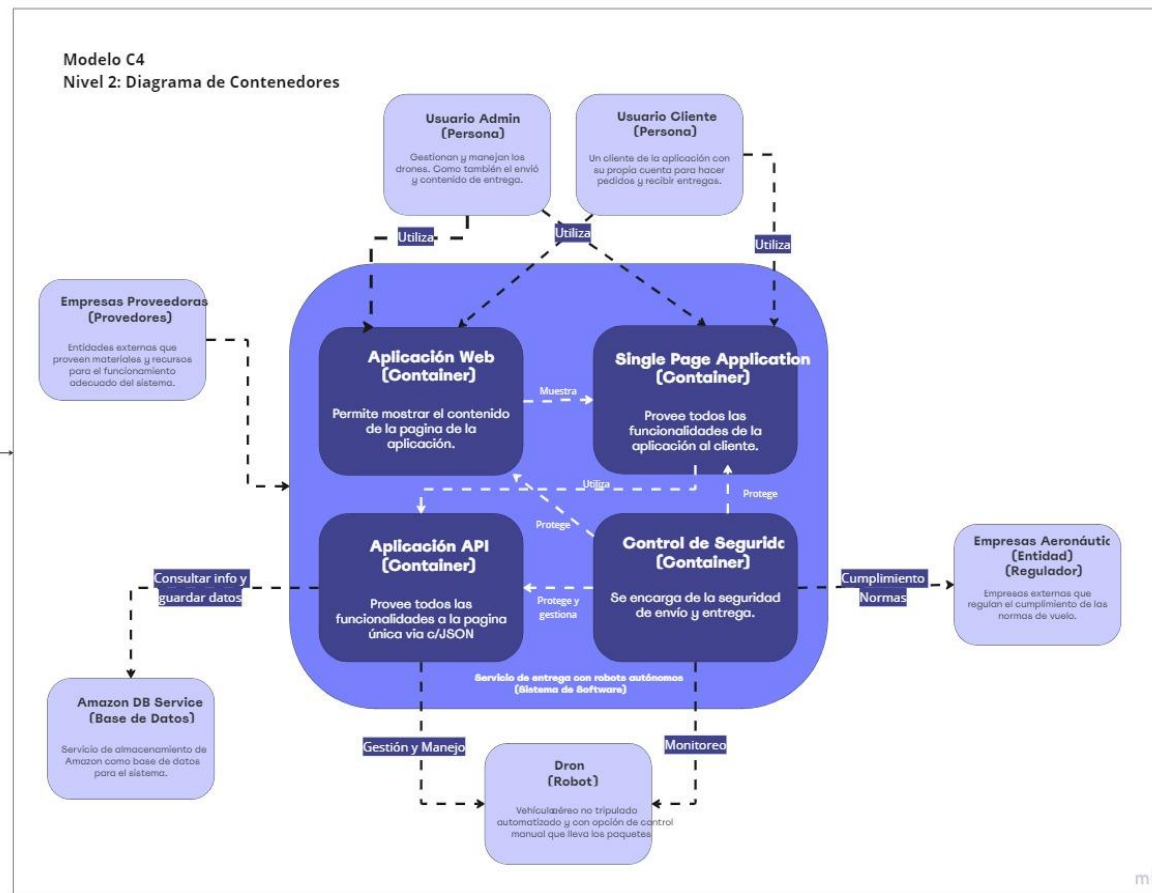 Modelo C4
Nivel 2: Diagrama de Contenedores
Usuario Admin
(Persona)
Gestionan y manejan los
drones. Como también el envió
y contenido de entrega.
Usuario Cliente
(Persona)
Un cliente de la aplicación con
su propia cuenta para hacer
pedidos y recibir entregas.
Utiliza
Utiliza
Utiliza
Empresas Proveedoras
(Provedores)
Entidades externas que
proveen materiales y recursos
para el funcionamiento
adecuado del sistema.
Aplicación Web
(Container)
Permite mostrar el contenido
de la pagina de la
aplicación.
Muestra
Single Page Application
(Container)
Provee todos las
funcionalidades de la
aplicación al cliente.
Utiliza
Protege
Protege
Aplicación API
(Container)
Provee todos las
funcionalidades a la pagina
única via c/JSON
Protege y
gestiona
Control de Segurida
(Container)
Se encarga de la seguridad
de envío y entrega.
Servicio de entrega con robots autónomos
(Sistema de Software)
Cumplimiento
Normas
Empresas Aeronáutic
(Entidad)
(Regulador)
Empresas externas que
regulan el cumplimiento de las
normas de vuelo.
Consultar info y
guardar datos
Amazon DB Service
(Base de Datos)
Servicio de almacenamiento de
Amazon como base de datos
para el sistema.
Gestión y Manejo
Monitoreo
Dron
(Robot)
Vehículo aéreo no tripulado
automatizado y con opción de control
manual que lleva los paquetes
m